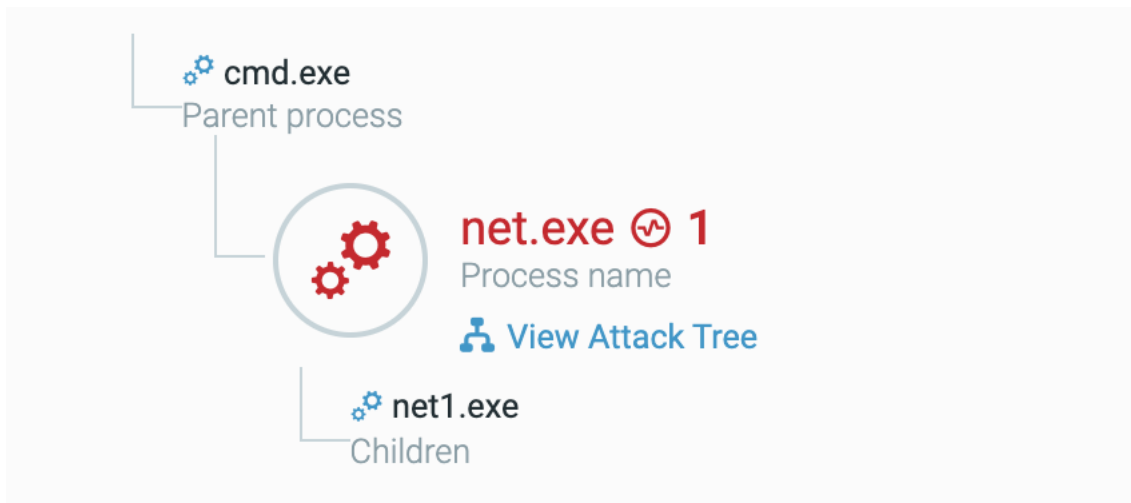 cmd.exe
Parent process
net.exe 1
Process name
View Attack Tree
net1.exe
Children